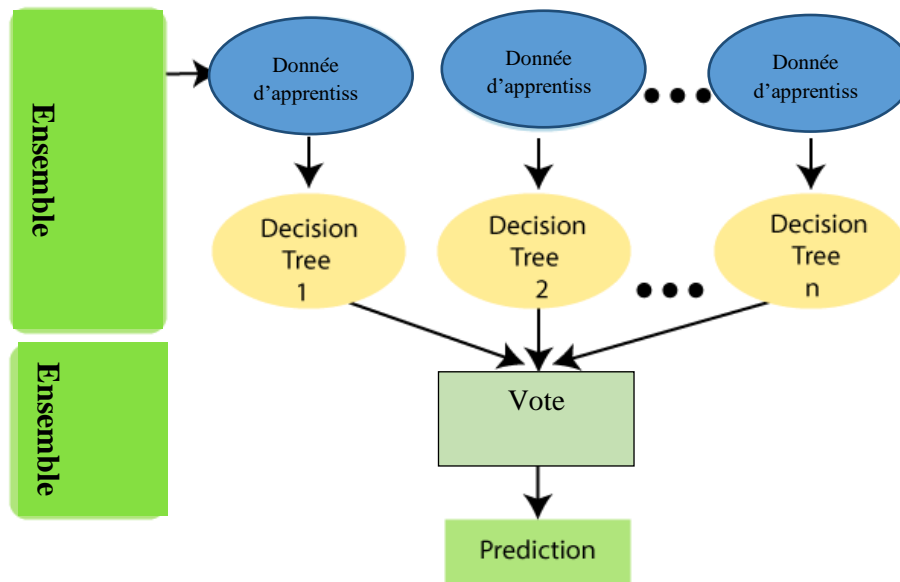 Ensemble
Donnée
d'apprentiss
Donnée
d'apprentiss
Donnée
d'apprentiss
Decision
Tree
1
Decision
Tree
2
Decision
Tree
n
Ensemble
Vote
Prediction